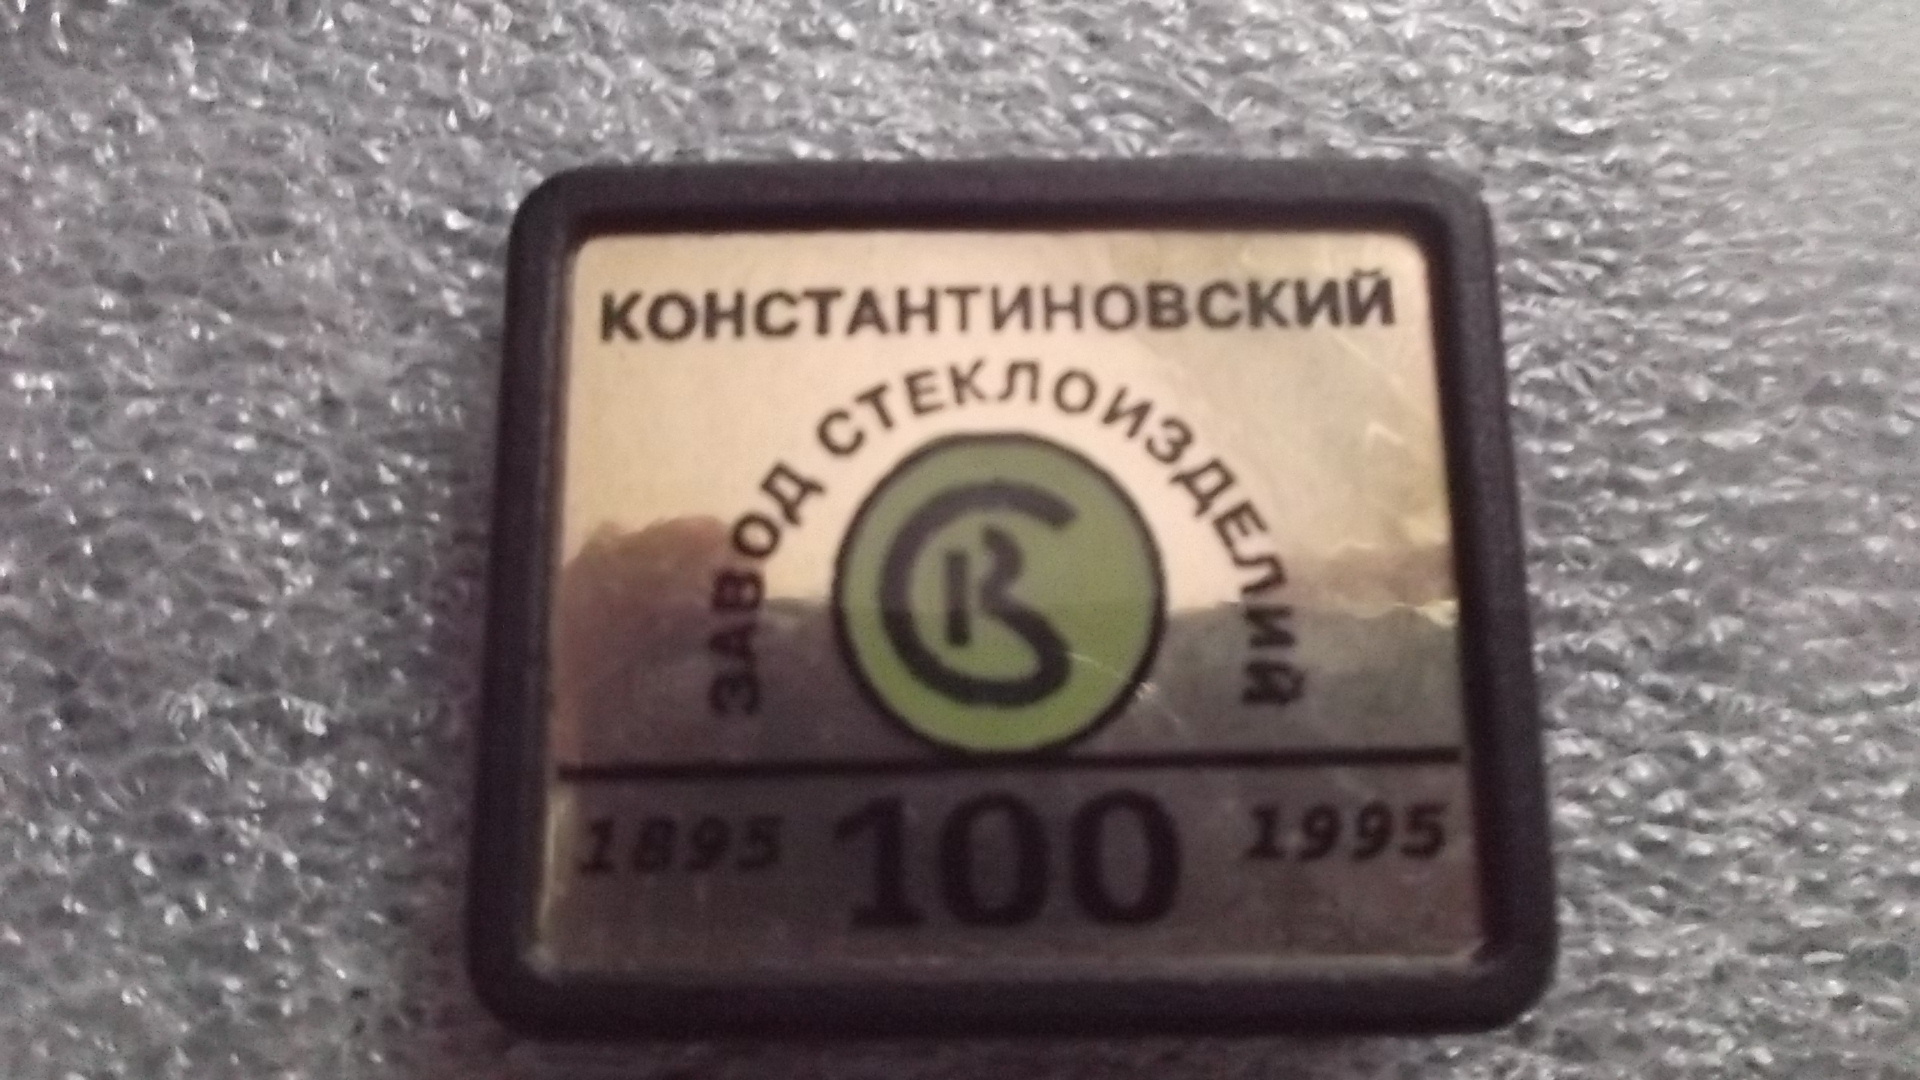 КОНСТАНТИНОВСКИЙ
ЗАВОД СТЕКЛОИЗДЕЛИЙ
1895 100 1995